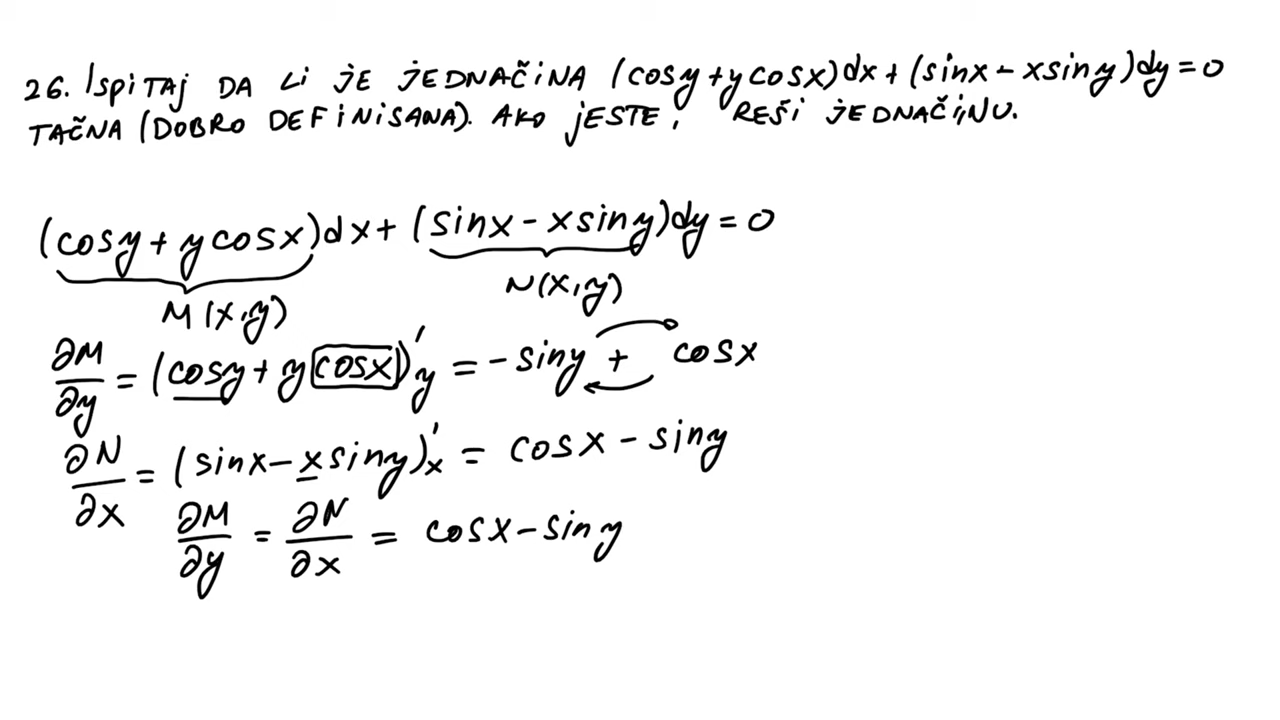 26. Ispitaj DA Li JE JEDNAČiNA (cosy+ycosx)dx+(sinx-xsiny)dy=0
TAČNA (DOBRO DEFiNiSANA). AKO jESTE, REŠi JEDNAČiNU.
(cosy+ycosx)dx+(sinx-xsiny)dy=0
M(x,y) N(x,y)
∂M/∂y = (cosy+ycosx)'y = -siny + cosx
∂N/∂x = (sinx-xsiny)'x = cosx-siny
∂M/∂y = ∂N/∂x = cosx-siny